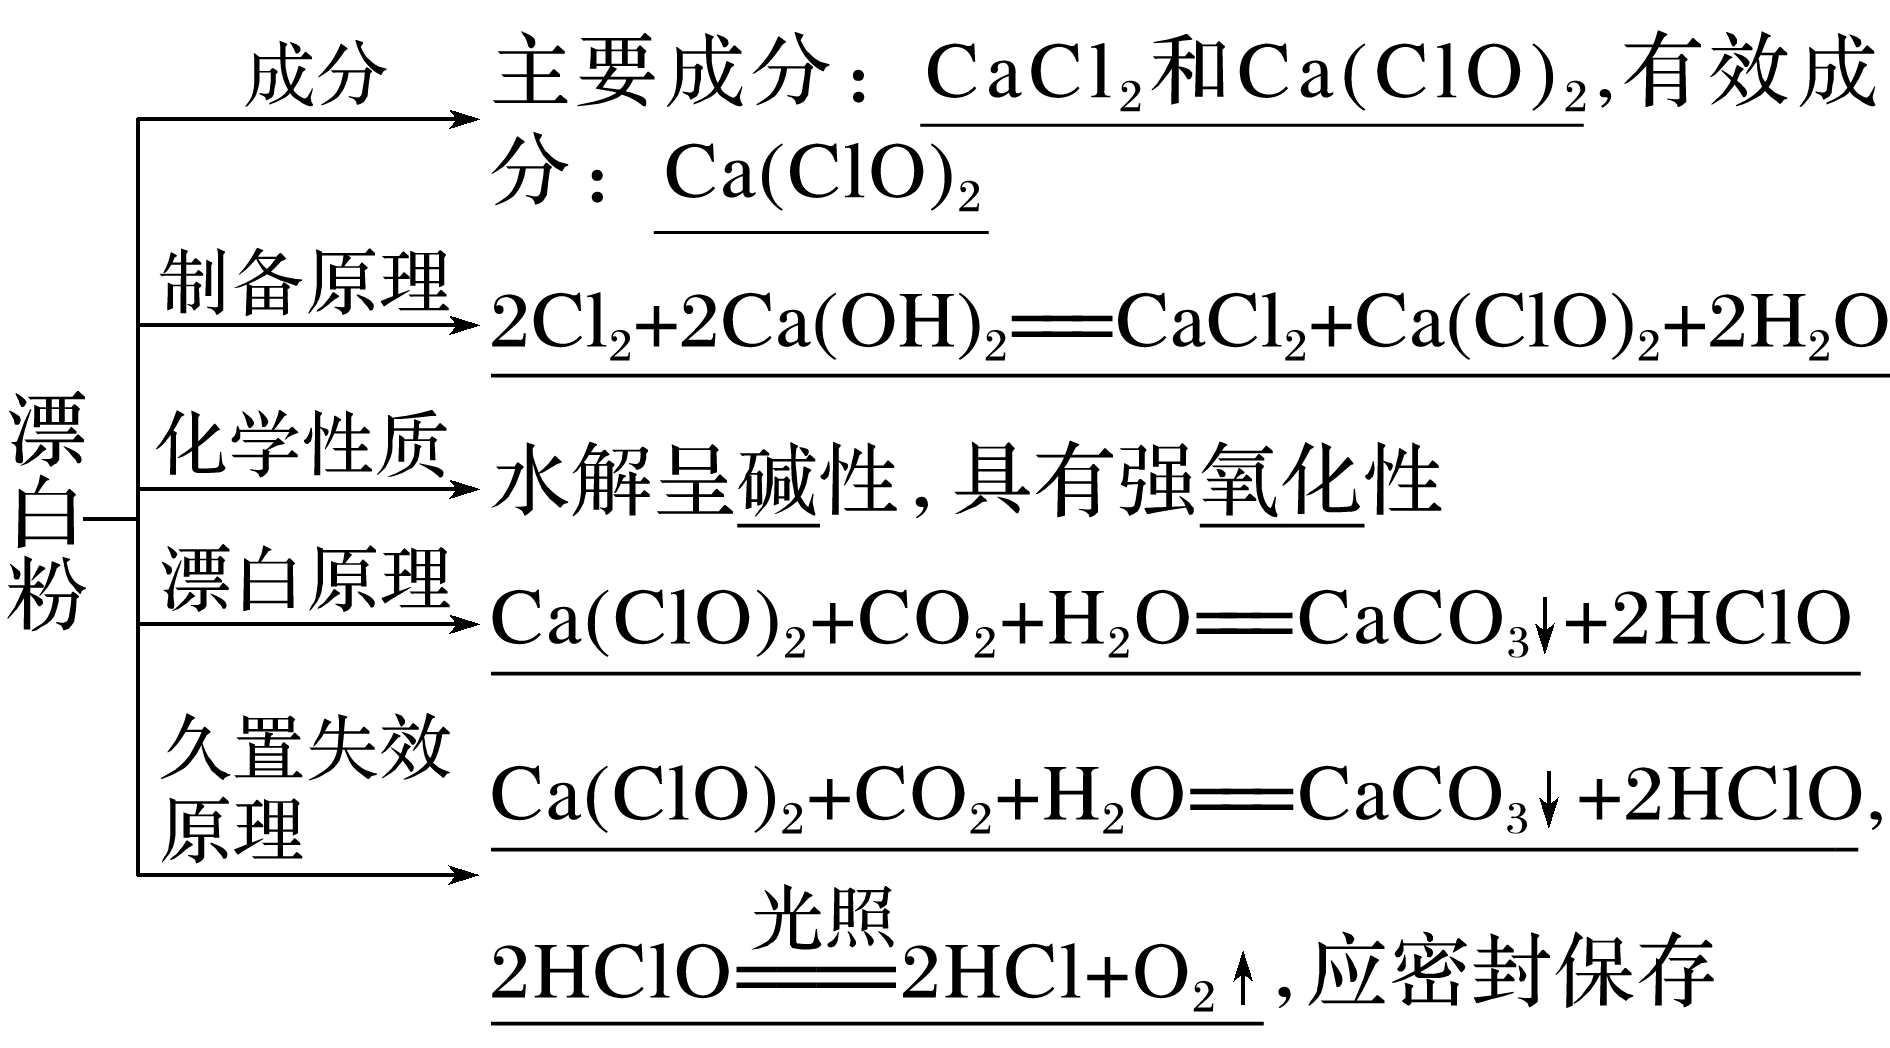 漂白粉
成分
主要成分：CaCl₂和Ca(ClO)₂,有效成
分：Ca(ClO)₂
制备原理
2Cl₂+2Ca(OH)₂══CaCl₂+Ca(ClO)₂+2H₂O
化学性质
水解呈碱性,具有强氧化性
漂白原理
Ca(ClO)₂+CO₂+H₂O══CaCO₃↓+2HClO
久置失效
原理
Ca(ClO)₂+CO₂+H₂O══CaCO₃↓+2HClO,
光照
2HClO══2HCl+O₂↑,应密封保存